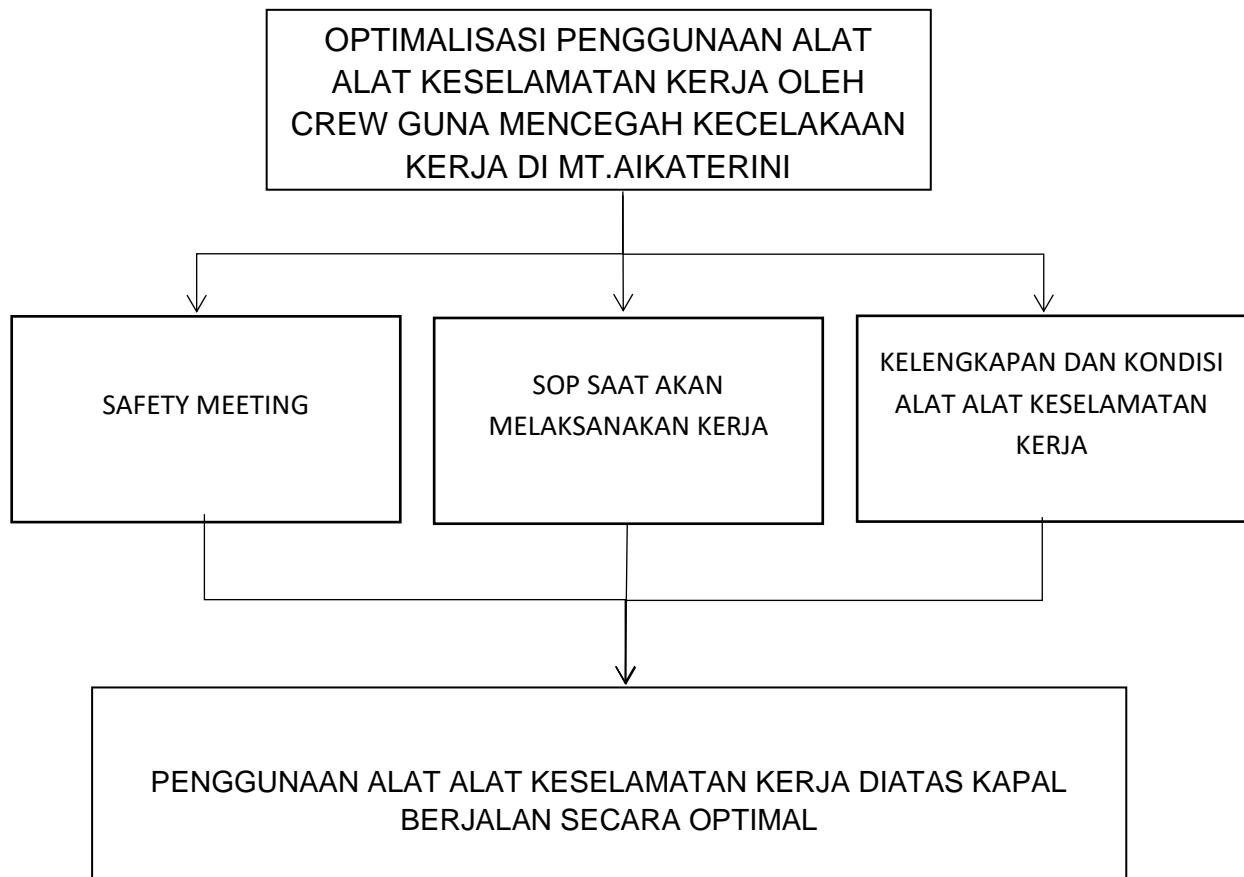 OPTIMALISASI PENGGUNAAN ALAT
ALAT KESELAMATAN KERJA OLEH
CREW GUNA MENCEGAH KECELAKAAN
KERJA DI MT.AIKATERINI
SAFETY MEETING
SOP SAAT AKAN
MELAKSANAKAN KERJA
KELENGKAPAN DAN KONDISI
ALAT ALAT KESELAMATAN
KERJA
PENGGUNAAN ALAT ALAT KESELAMATAN KERJA DIATAS KAPAL
BERJALAN SECARA OPTIMAL